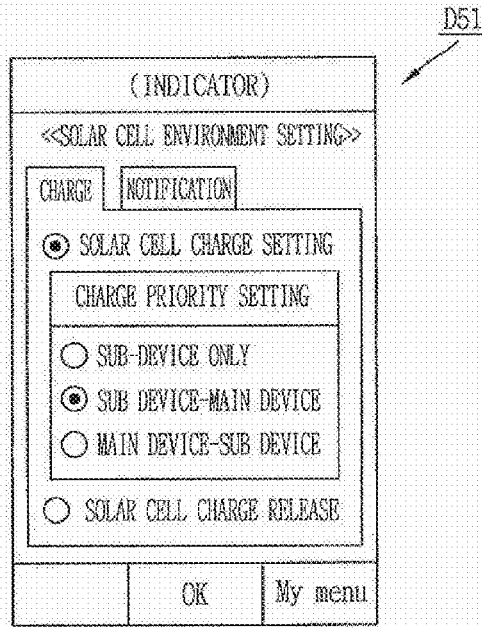 D51
(INDICATOR)
<<SOLAR CELL ENVIRONMENT SETTING>>
CHARGE NOTIFICATION
SOLAR CELL CHARGE SETTING
CHARGE PRIORITY SETTING
SUB-DEVICE ONLY
SUB DEVICE-MAIN DEVICE
MAIN DEVICE-SUB DEVICE
SOLAR CELL CHARGE RELEASE
OK My menu